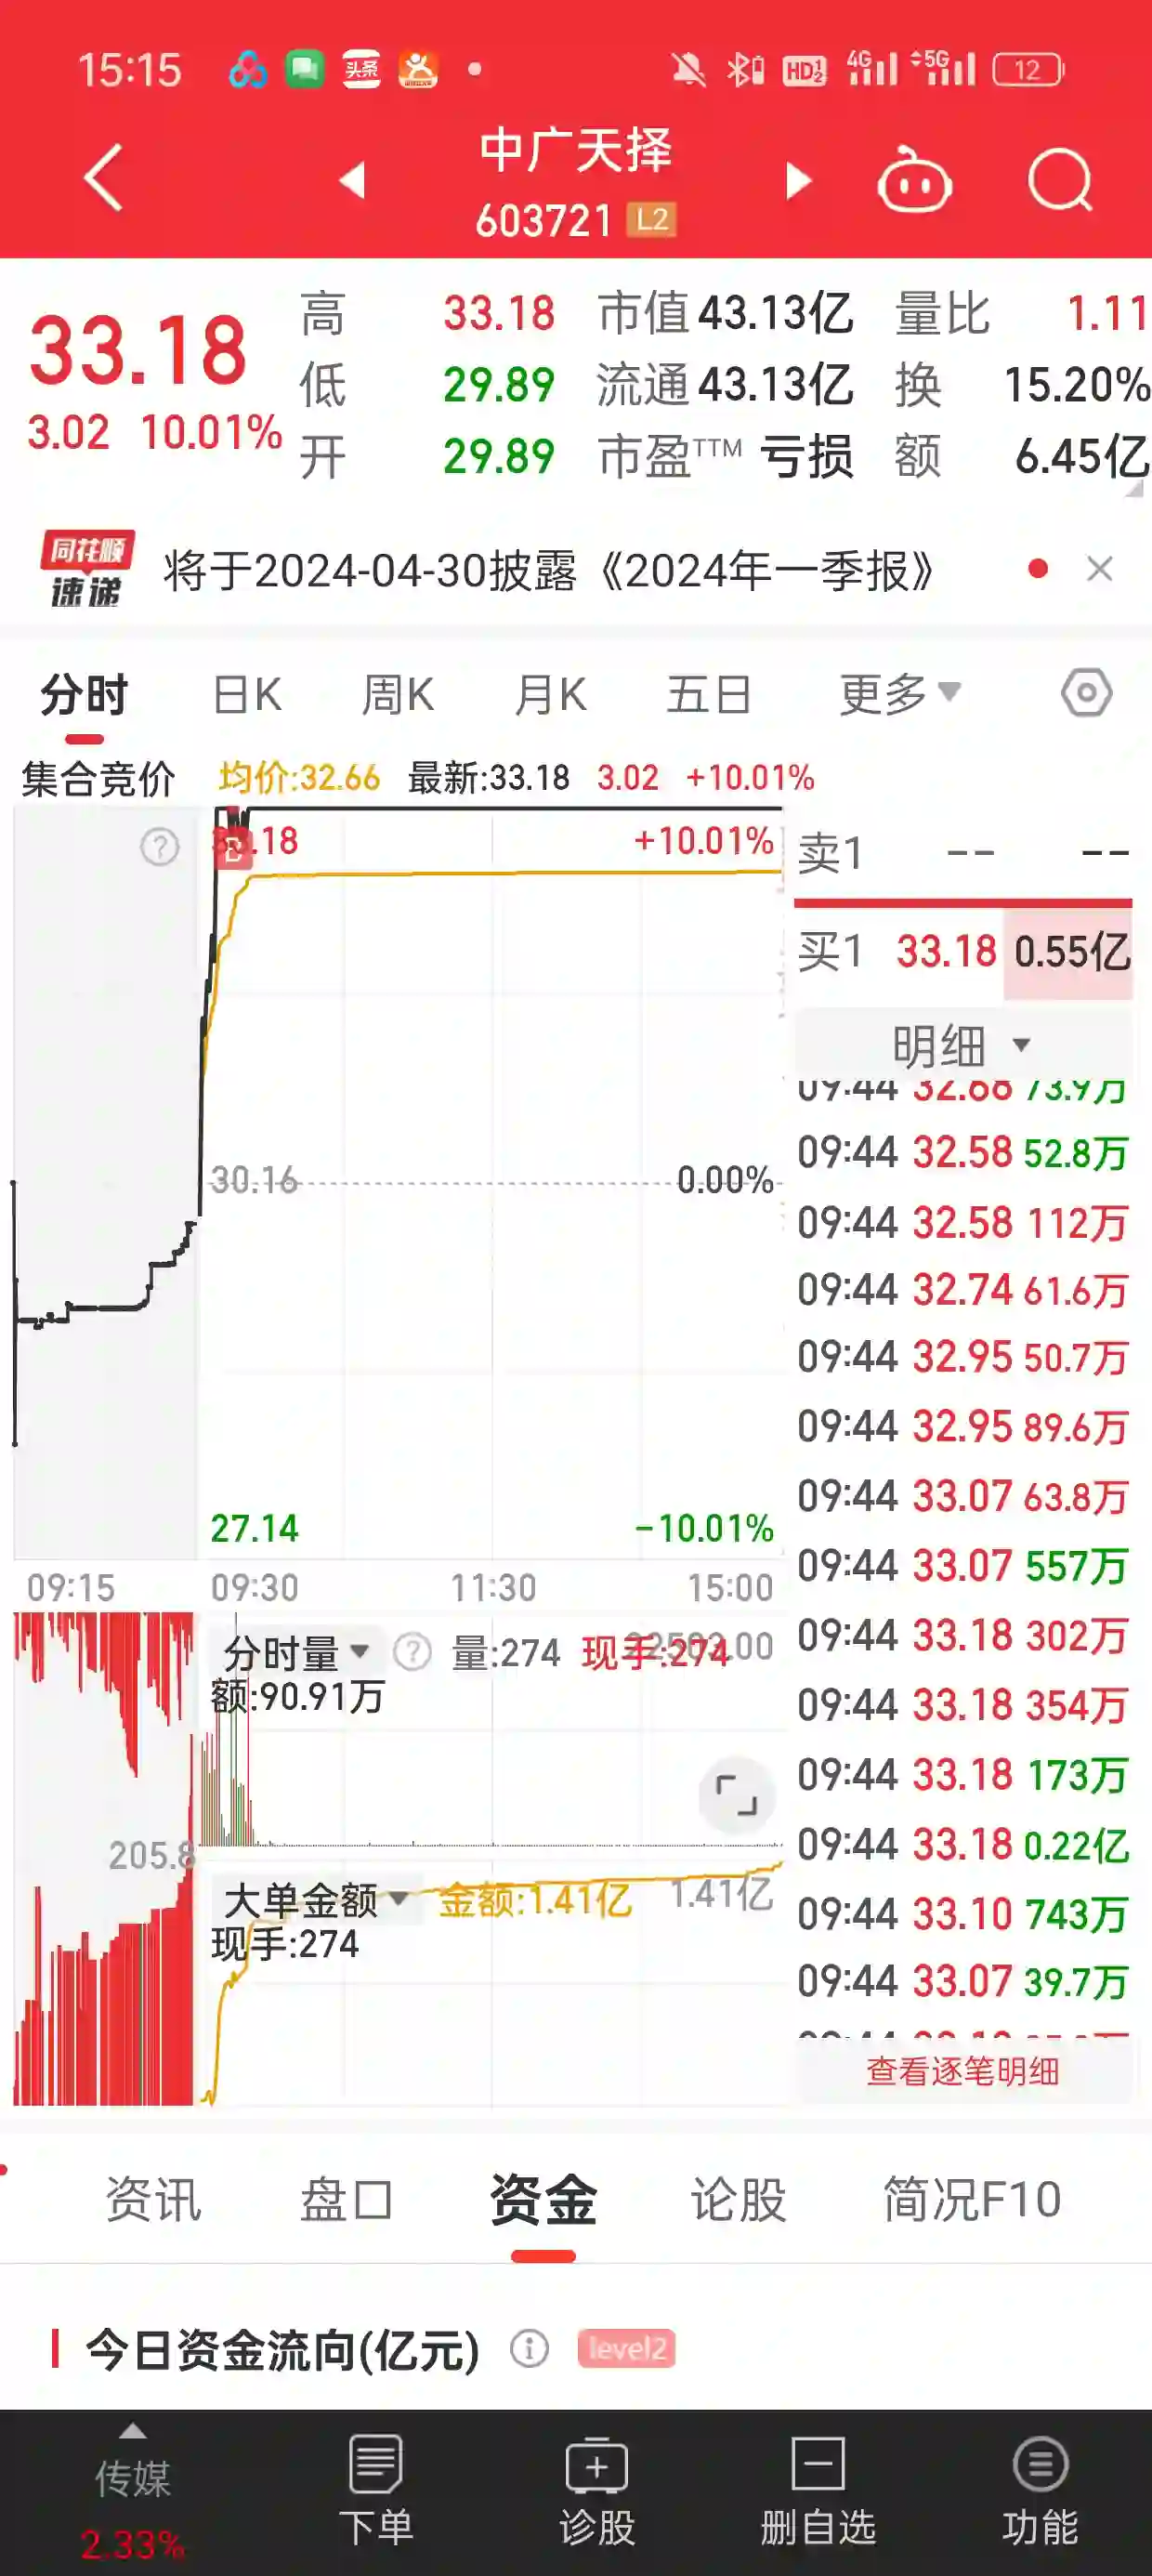 15:15 头条 HD 1 2 4G 5G 12
中广天择
603721 L2
33.18
3.02 10.01%
高 33.18 市值 43.13亿 量比 1.11
低 29.89 流通 43.13亿 换 15.20%
开 29.89 市盈TTM 亏损 额 6.45亿
同花顺
速递
将于2024-04-30披露《2024年一季报》
分时 日K 周K 月K 五日 更多
集合竞价 均价:32.66 最新:33.18 3.02 +10.01%
.18 +10.01%
30.16 0.00%
27.14 -10.01%
09:15 09:30 11:30 15:00
分时量 ? 量:274 现手:274
额:90.91万
205.8
大单金额 金额:1.41亿 1.41亿
现手:274
卖1 -- --
买1 33.18 0.55亿
明细
09:44 32.68 73.9万
09:44 32.58 52.8万
09:44 32.58 112万
09:44 32.74 61.6万
09:44 32.95 50.7万
09:44 32.95 89.6万
09:44 33.07 63.8万
09:44 33.07 557万
09:44 33.18 302万
09:44 33.18 354万
09:44 33.18 173万
09:44 33.18 0.22亿
09:44 33.10 743万
09:44 33.07 39.7万
查看逐笔明细
资讯 盘口 资金 论股 简况F10
今日资金流向(亿元) level2
传媒 下单 诊股 删自选 功能
2.33%